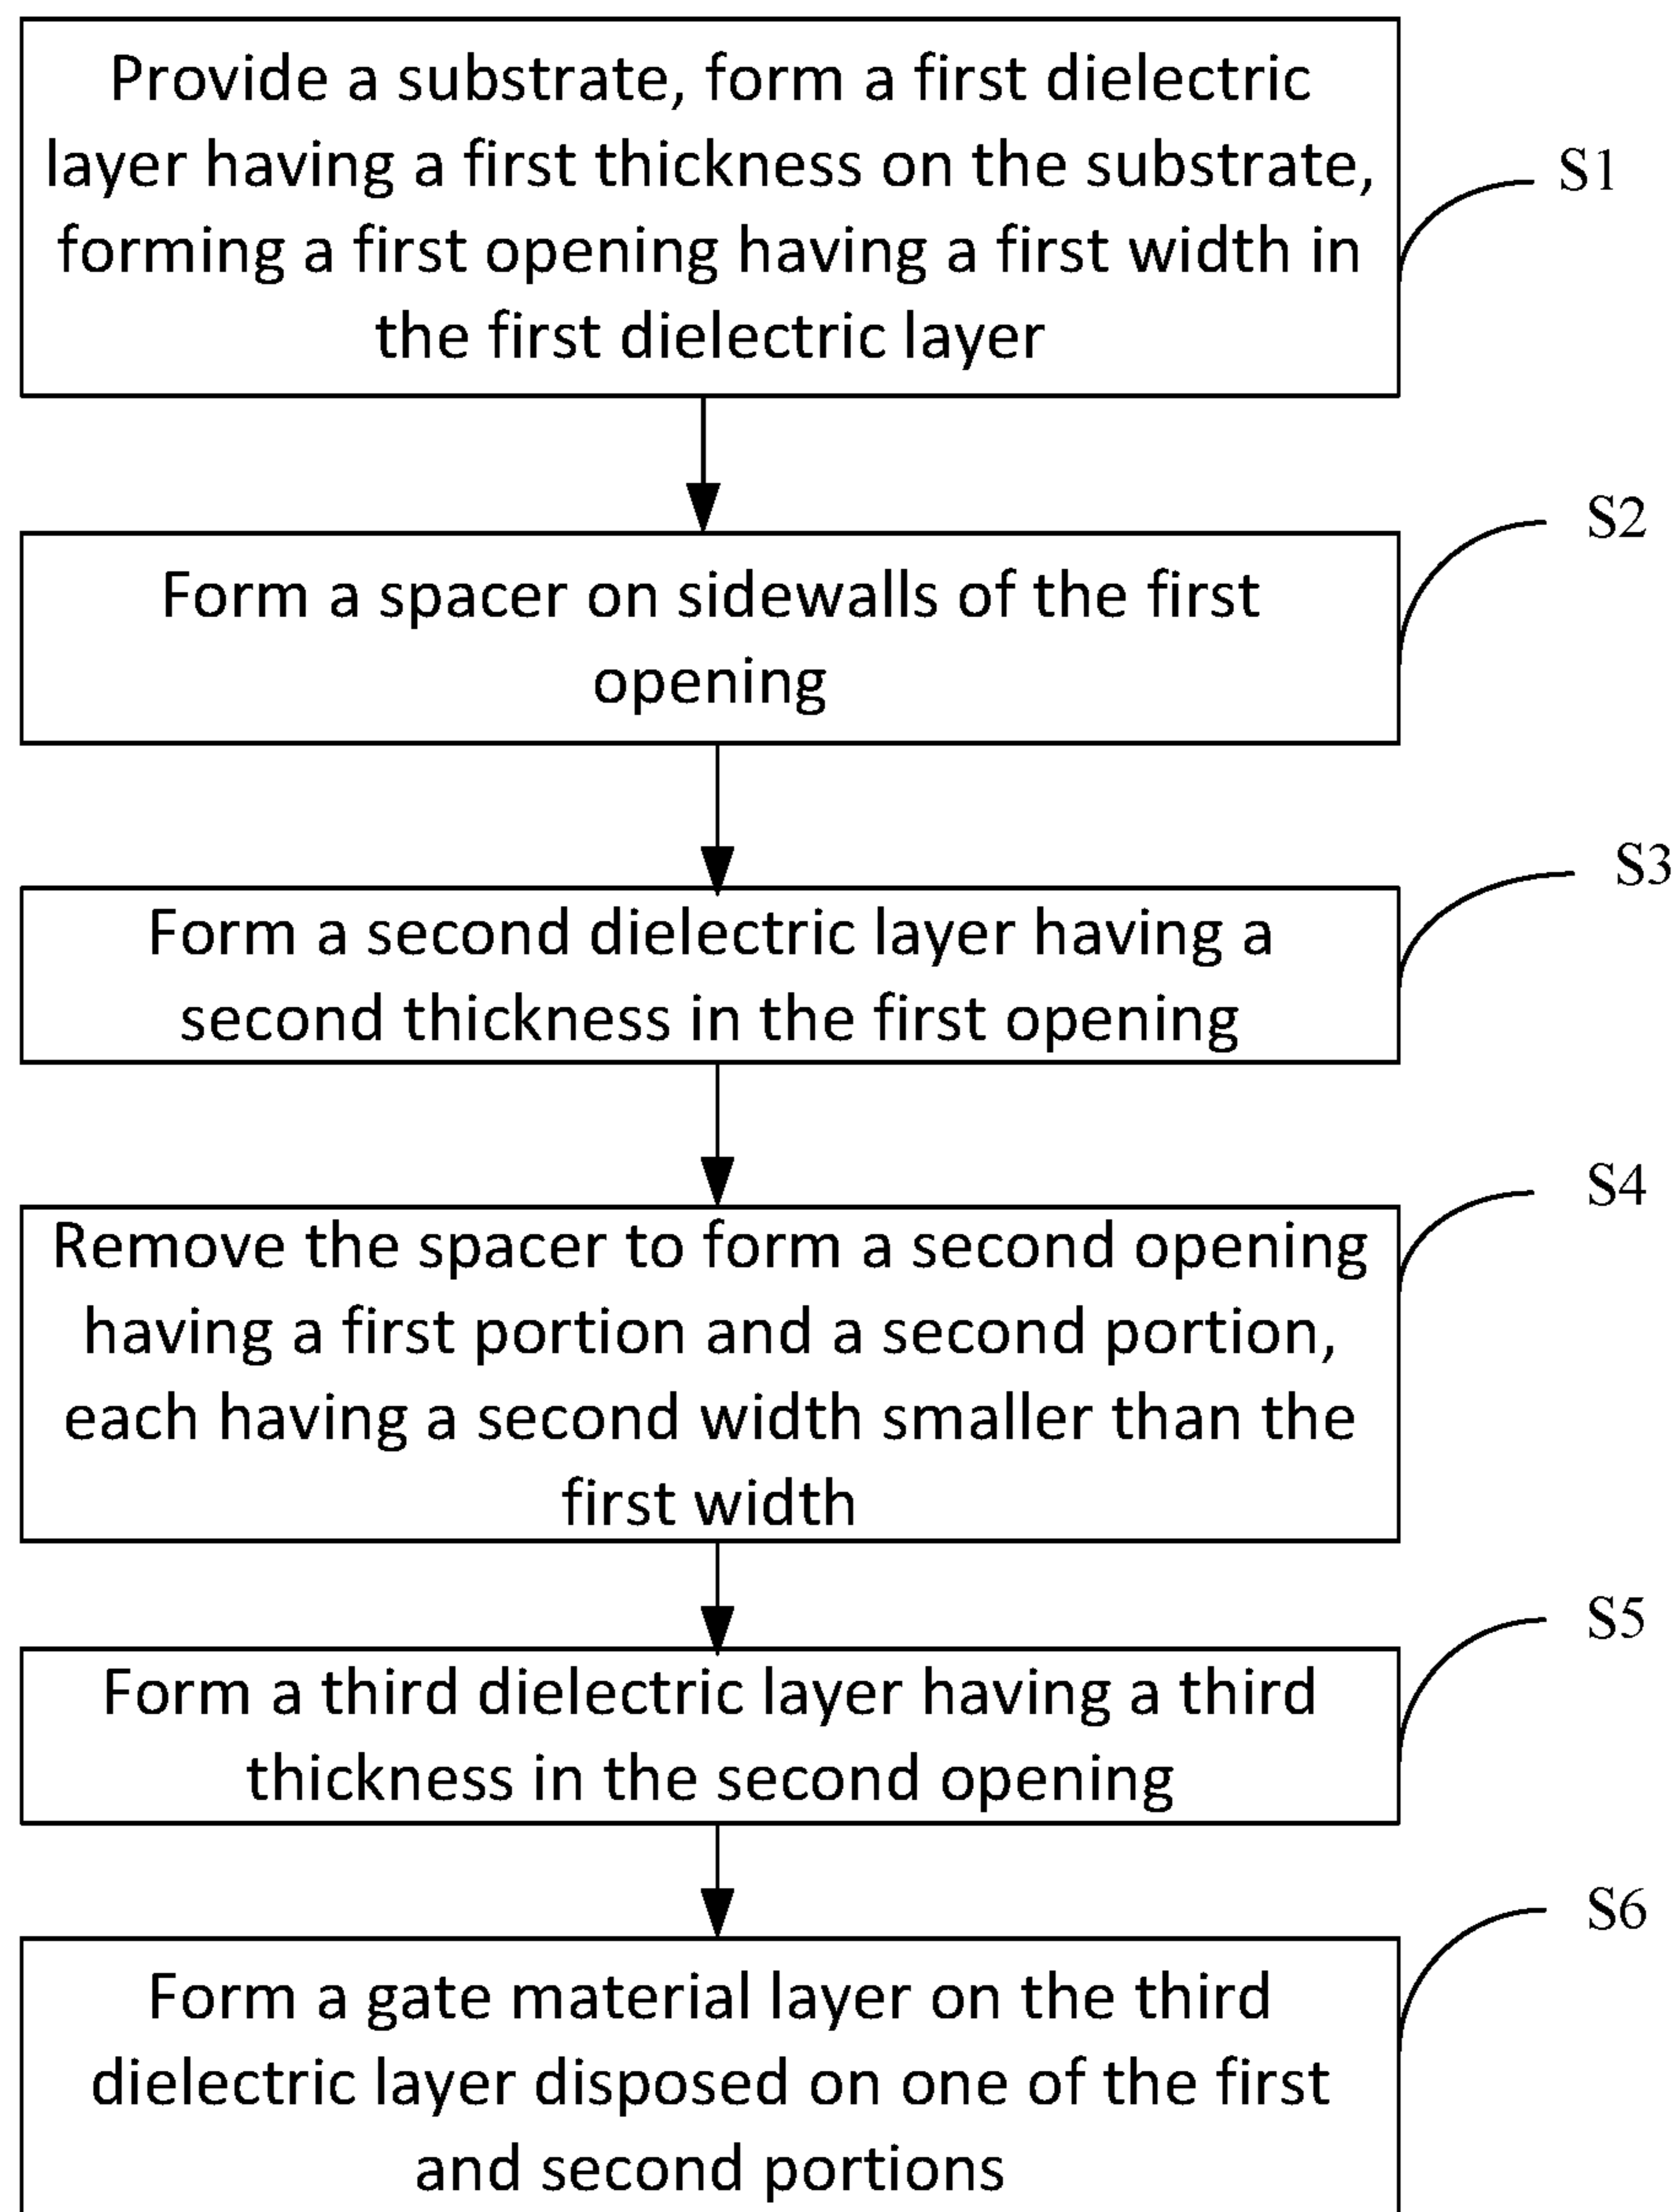 Provide a substrate, form a first dielectric
layer having a first thickness on the substrate,
forming a first opening having a first width in
the first dielectric layer
S1
Form a spacer on sidewalls of the first
opening
S2
Form a second dielectric layer having a
second thickness in the first opening
S3
Remove the spacer to form a second opening
having a first portion and a second portion,
each having a second width smaller than the
first width
S4
Form a third dielectric layer having a third
thickness in the second opening
S5
Form a gate material layer on the third
dielectric layer disposed on one of the first
and second portions
S6